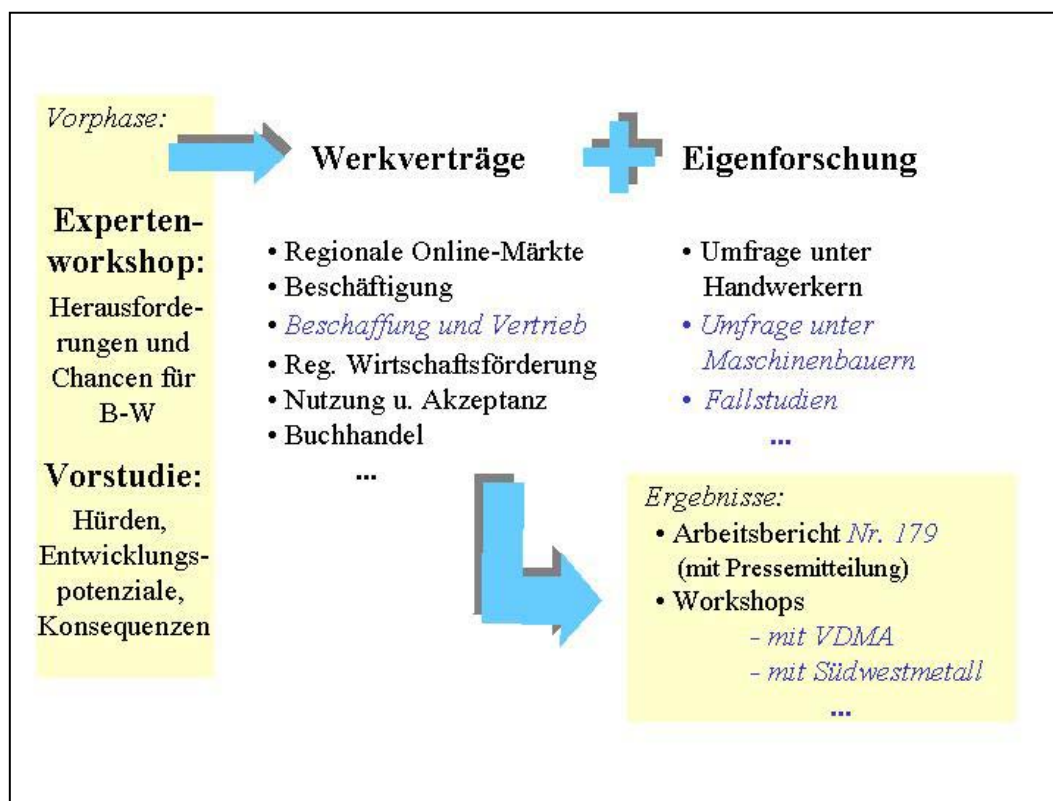 Vorphase:
Experten-
workshop:
Herausforde-
rungen und
Chancen für
B-W
Vorstudie:
Hürden,
Entwicklungs-
potenziale,
Konsequenzen
Werkverträge
• Regionale Online-Märkte
• Beschäftigung
• Beschaffung und Vertrieb
• Reg. Wirtschaftsförderung
• Nutzung u. Akzeptanz
• Buchhandel
...
Eigenforschung
• Umfrage unter
Handwerkern
• Umfrage unter
Maschinenbauern
• Fallstudien
...
Ergebnisse:
• Arbeitsbericht Nr. 179
(mit Pressemitteilung)
• Workshops
- mit VDMA
- mit Südwestmetall
...